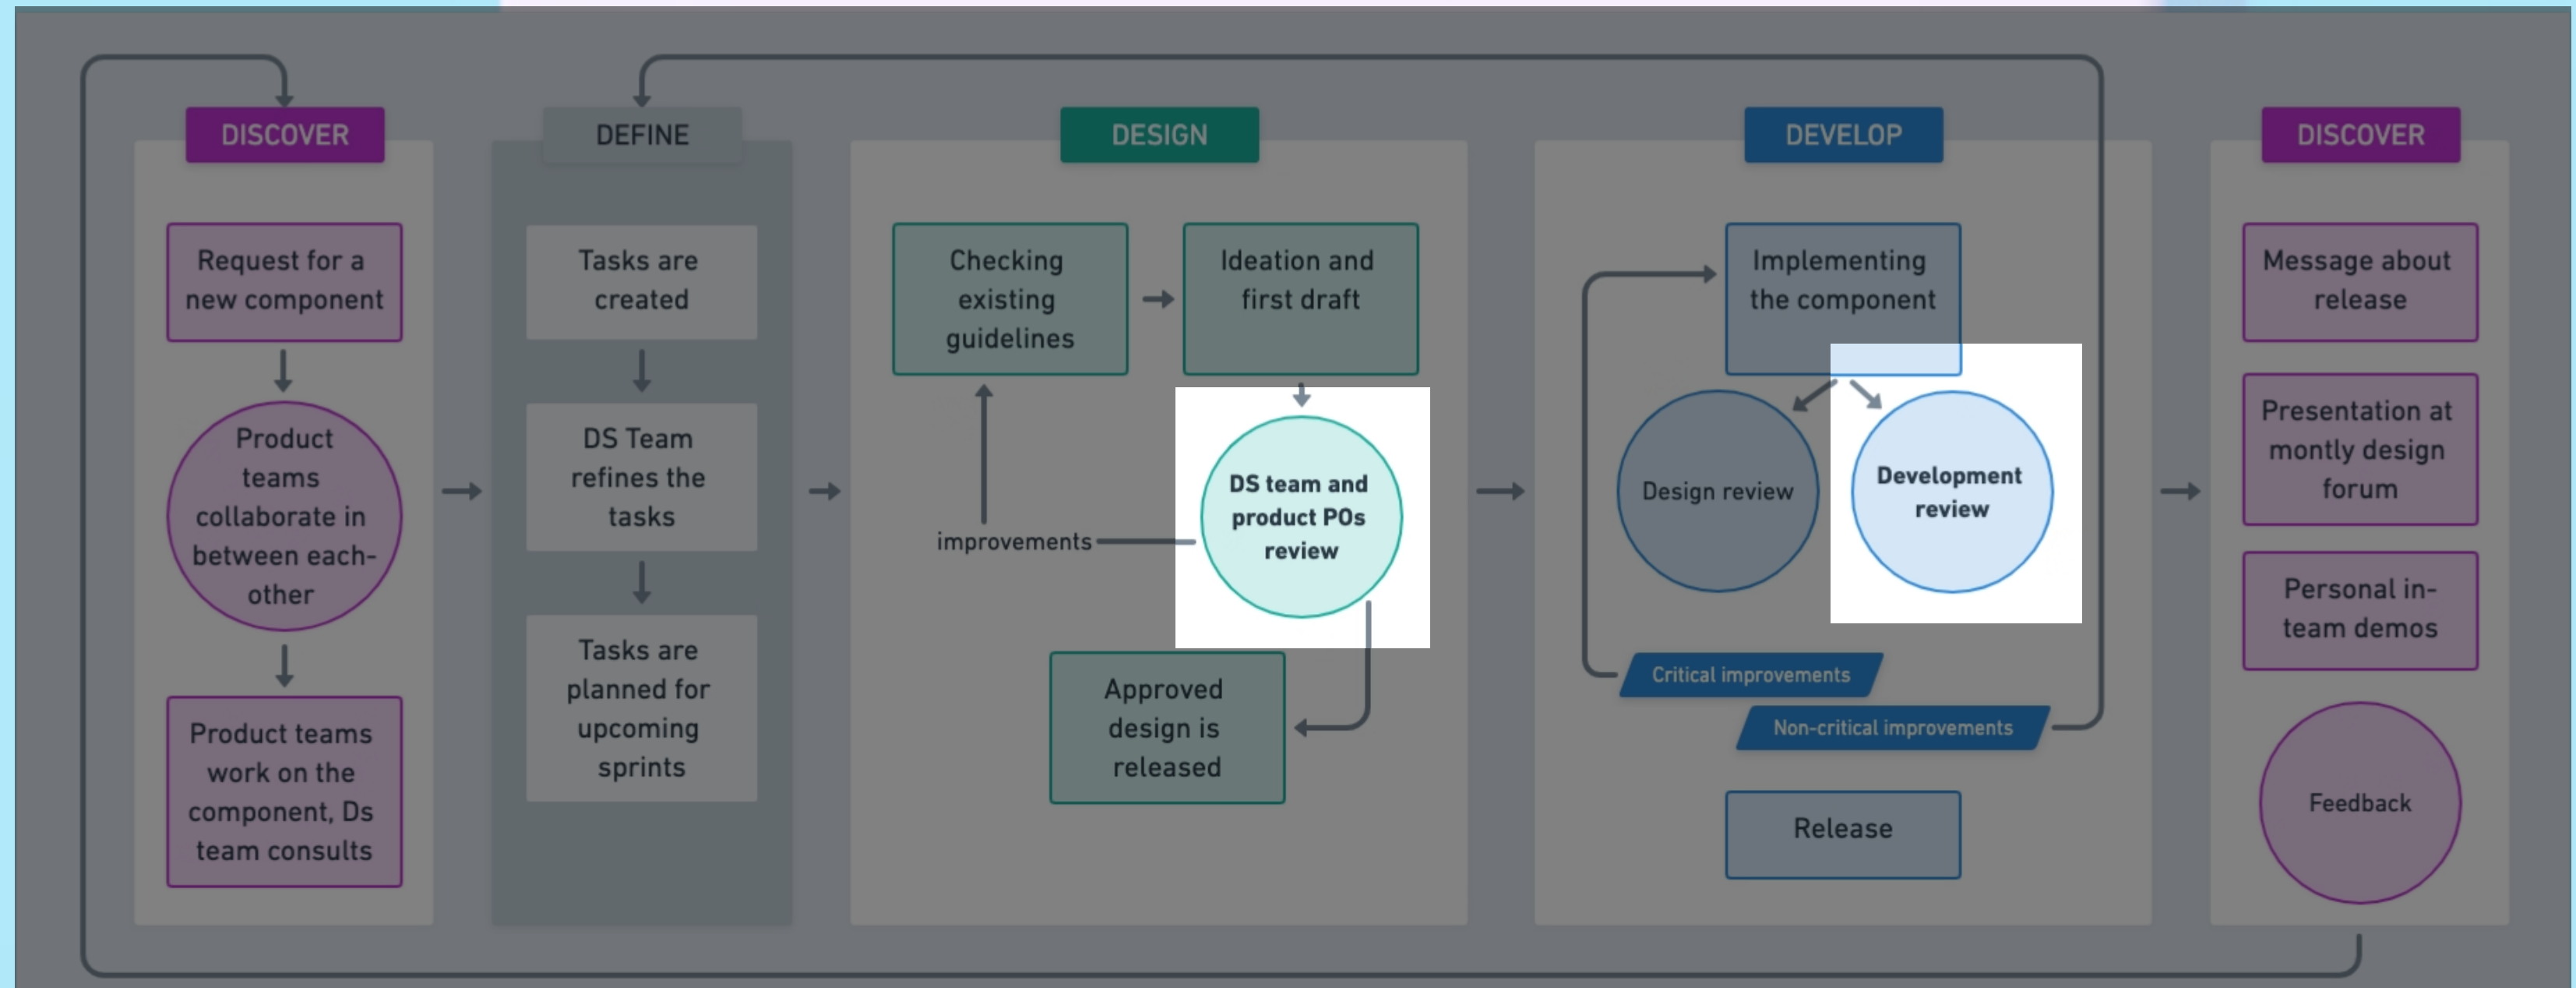 DISCOVER
Request for a
new component
Product
teams
collaborate in
between each-
other
Product teams
work on the
component, Ds
team consults
DEFINE
Tasks are
created
DS Team
refines the
tasks
Tasks are
planned for
upcoming
sprints
DESIGN
Checking
existing
guidelines
Ideation and
first draft
DS team and
product POs
review
improvements
Approved
design is
released
DEVELOP
Implementing
the component
Design review
Development
review
Critical improvements
Non-critical improvements
Release
DISCOVER
Message about
release
Presentation at
montly design
forum
Personal in-
team demos
Feedback